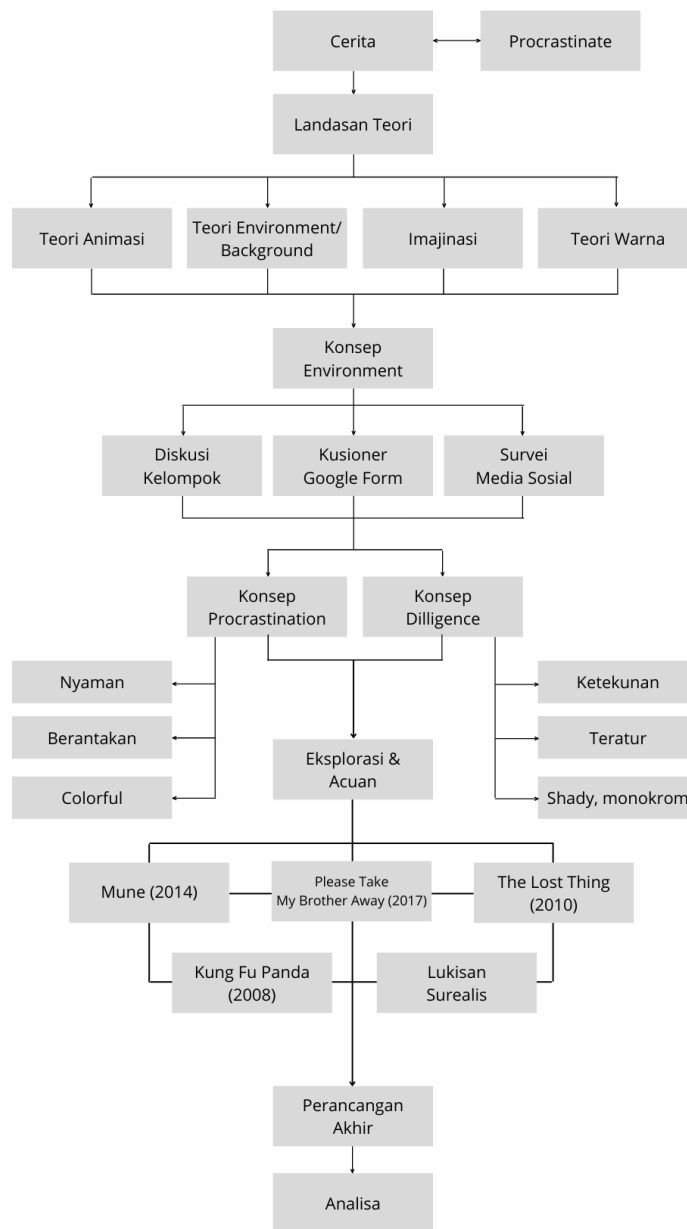 Cerita
Procrastinate
Landasan Teori
Teori Animasi
Teori Environment/
Background
Imajinasi
Teori Warna
Konsep
Environment
Diskusi
Kelompok
Kusioner
Google Form
Survei
Media Sosial
Konsep
Procrastination
Konsep
Dilligence
Nyaman
Ketekunan
Berantakan
Teratur
Eksplorasi &
Acuan
Colorful
Shady, monokrom
Mune (2014)
Please Take
My Brother Away (2017)
The Lost Thing
(2010)
Kung Fu Panda
(2008)
Lukisan
Surealis
Perancangan
Akhir
Analisa